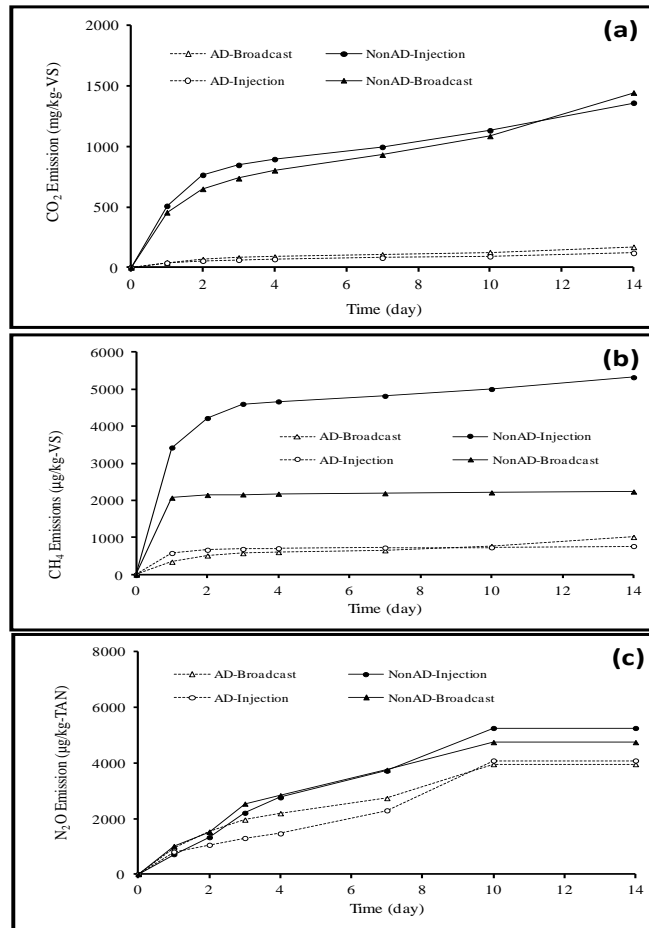 (a)
2000
1500
1000
500
0
CO₂ Emission (mg/kg-VS)
AD-Broadcast
NonAD-Injection
AD-Injection
NonAD-Broadcast
0 2 4 6 8 10 12 14
Time (day)
(b)
6000
5000
4000
3000
2000
1000
0
CH₄ Emissions (µg/kg-VS)
AD-Broadcast
NonAD-Injection
AD-Injection
NonAD-Broadcast
0 2 4 6 8 10 12 14
Time (day)
(c)
8000
6000
4000
2000
0
N₂O Emission (µg/kg-TAN)
AD-Broadcast
NonAD-Injection
AD-Injection
NonAD-Broadcast
0 2 4 6 8 10 12 14
Time (day)